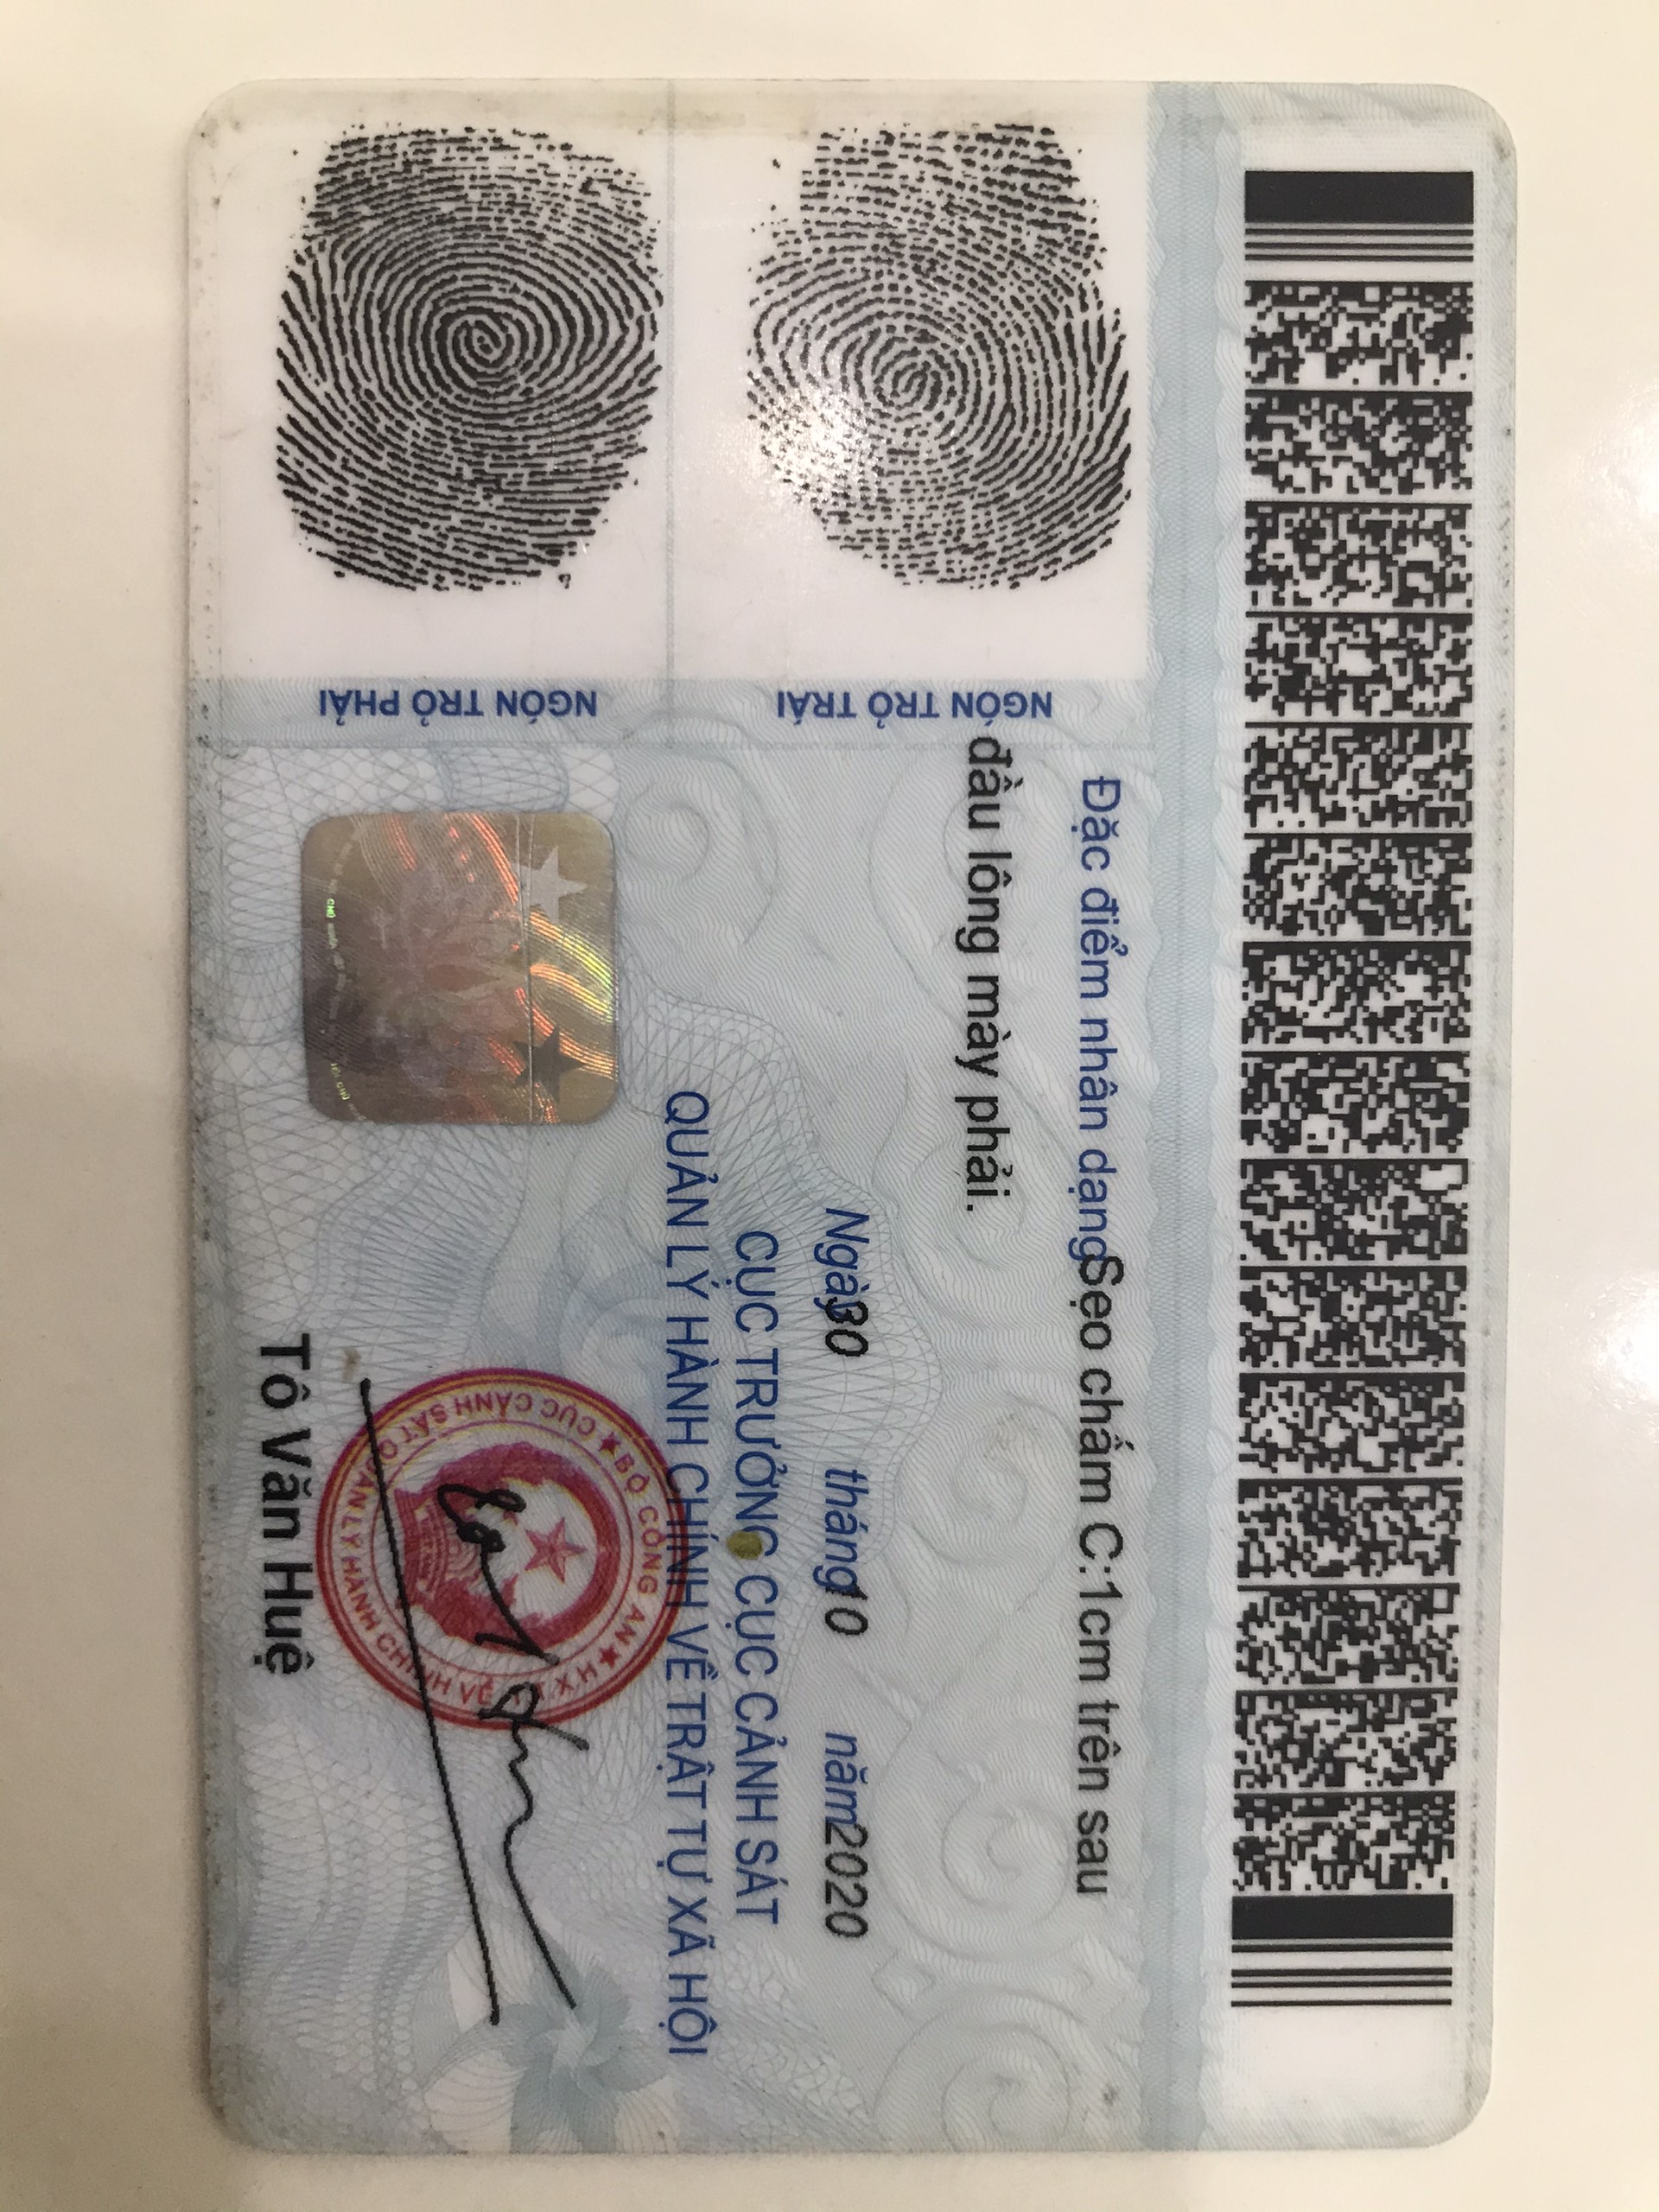 Đặc điểm nhân dạng Sẹo chấm C:1cm trên sau
đầu lông mày phải.
NGÓN TRỎ TRÁI
NGÓN TRỎ PHẢI
Ngày 30 tháng 10 năm 2020
CỤC TRƯỞNG CỤC CẢNH SÁT
QUẢN LÝ HÀNH CHÍNH VỀ TRẬT TỰ XÃ HỘI
★ BỘ CÔNG AN ★
CỤC CẢNH SÁT QUẢN LÝ HÀNH CHÍNH VỀ T.T.X.H
Tô Văn Huệ